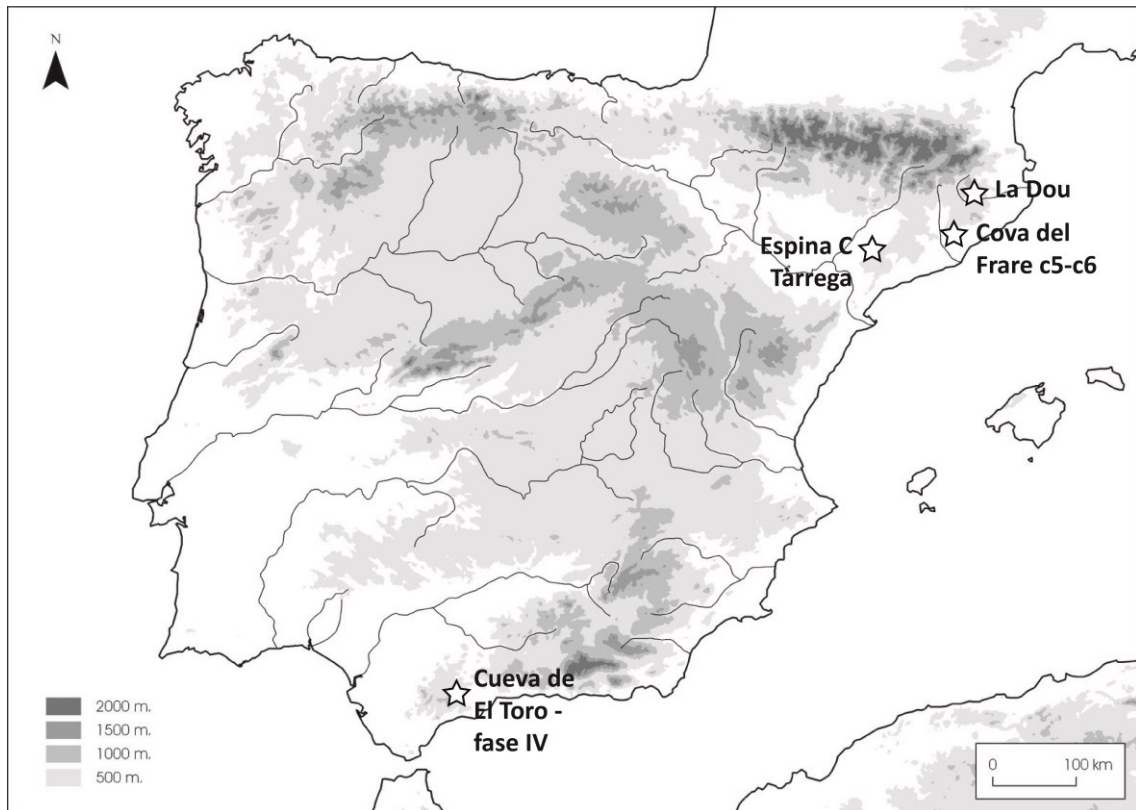 N
La Dou
Espina C
Tàrrega
Cova del
Frare c5-c6
Cueva de
El Toro -
fase IV
2000 m.
1500 m.
1000 m.
500 m.
0 100 km